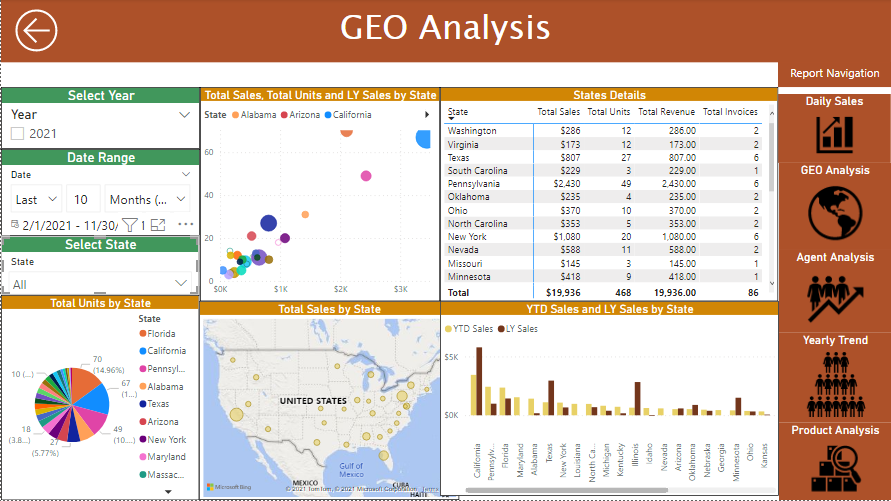 GEO Analysis
Report Navigation
Select Year
Year
2021
Date Range
Date
Last 10 Months (...
2/1/2021 - 11/30/ 1
Select State
State
All
Total Sales, Total Units and LY Sales by State
State Alabama Arizona California
60
40
20
0
$0K $1K $2K $3K
States Details
State Total Sales Total Units Total Revenue Total Invoices
Washington $286 12 286.00 2
Virginia $173 12 173.00 2
Texas $807 27 807.00 6
South Carolina $229 3 229.00 1
Pennsylvania $2,430 49 2,430.00 6
Oklahoma $235 4 235.00 2
Ohio $370 10 370.00 2
North Carolina $353 5 353.00 2
New York $1,080 20 1,080.00 6
Nevada $588 11 588.00 2
Missouri $145 3 145.00 1
Minnesota $418 9 418.00 1
Total $19,936 468 19,936.00 86
Daily Sales
GEO Analysis
Agent Analysis
Yearly Trend
Product Analysis
Total Units by State
70
(14.96%)
67
(1...)
49
(10...)
27
(5.77%)
18
(3.8...)
10 (...)
State
Florida
California
Pennsyl...
Alabama
Texas
Arizona
New York
Maryland
Massac...
Total Sales by State
UNITED STATES
Gulf of
Mexico
MEXICO
CUBA
HAITI
Microsoft Bing
© 2021 TomTom, © 2021 Microsoft Corporation Terms
YTD Sales and LY Sales by State
YTD Sales LY Sales
$5K
$0K
California
Pennsylv...
Florida
Maryland
Alabama
Texas
New York
Louisiana
North Ca...
Michigan
Kentucky
Illinois
Idaho
Nevada
Arizona
Oklahoma
Nebraska
Georgia
Minnesota
Ohio
Kansas